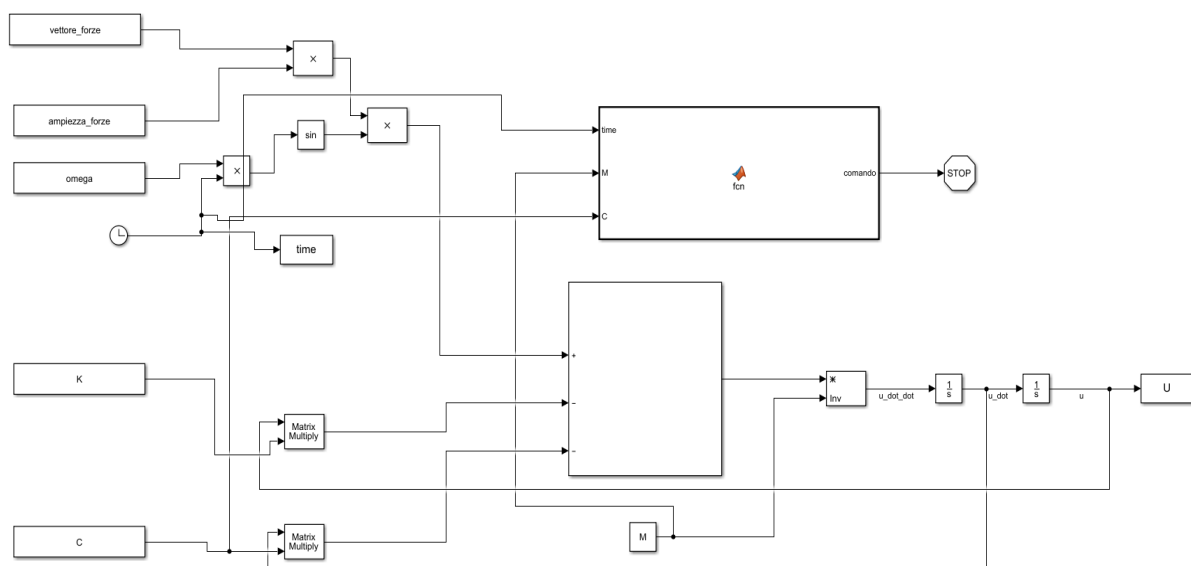 vettore_forze
×
ampiezza_forze
sin
×
omega
×
time
M
C
fcn
comando
STOP
time
K
Matrix
Multiply
+
−
−
*
Inv
u_dot_dot
1
s
u_dot
1
s
u
U
C
Matrix
Multiply
M